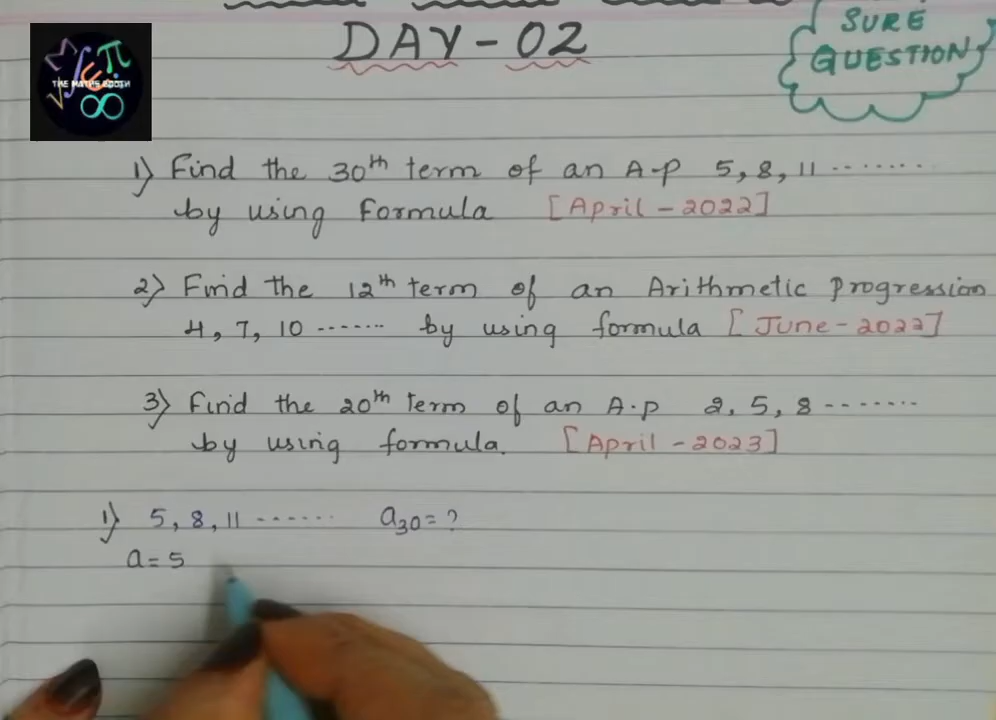 DAY-02
SURE
QUESTION
THE MATHS BOOTH
1) Find the 30th term of an A-P 5, 8, 11 ........
by using Formula [April - 2022]
2) Find the 12th term of an Arithmetic progression
4, 7, 10 ....... by using formula [June - 2022]
3) Find the 20th term of an A.p 2, 5, 8 -------
by using formula. [April - 2023]
1) 5, 8, 11 ------ a30 = ?
a = 5